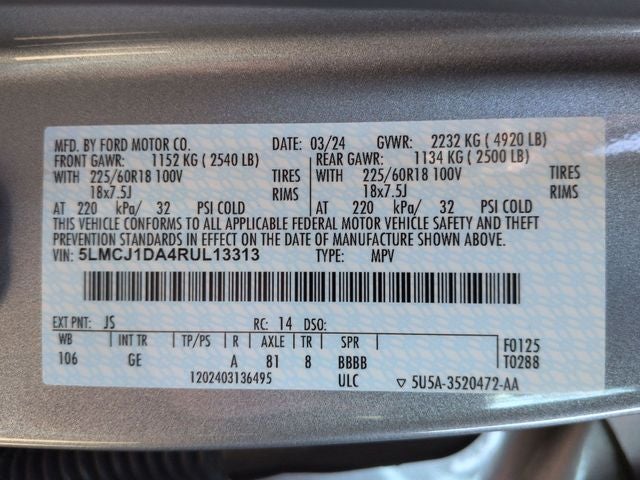 MFD. BY FORD MOTOR CO. DATE: 03/24 GVWR: 2232 KG ( 4920 LB)
FRONT GAWR: 1152 KG ( 2540 LB) REAR GAWR: 1134 KG ( 2500 LB)
WITH 225/60R18 100V TIRES WITH 225/60R18 100V TIRES
18x7.5J RIMS 18x7.5J RIMS
AT 220 kPa/ 32 PSI COLD AT 220 kPa/ 32 PSI COLD
THIS VEHICLE CONFORMS TO ALL APPLICABLE FEDERAL MOTOR VEHICLE SAFETY AND THEFT
PREVENTION STANDARDS IN EFFECT ON THE DATE OF MANUFACTURE SHOWN ABOVE.
VIN: 5LMCJ1DA4RUL13313 TYPE: MPV
EXT PNT: JS RC: 14 DSO:
WB INT TR TP/PS R AXLE TR SPR F0125
106 GE A 81 8 BBBB T0288
1202403136495 ULC ▽ 5U5A-3520472-AA